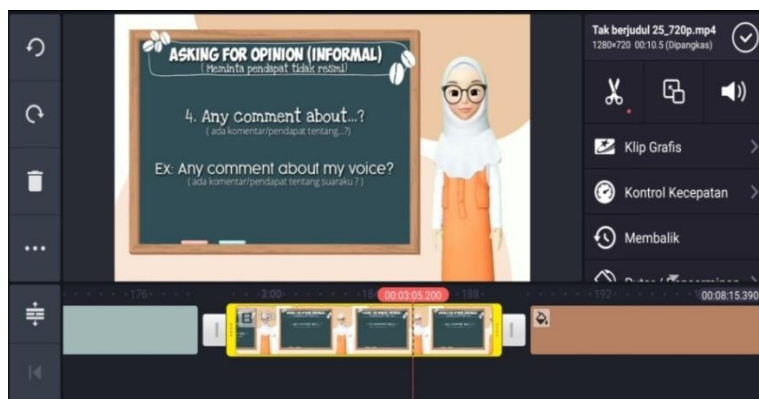 ASKING FOR OPINION (INFORMAL)
( Meminta pendapat tidak resmi)
4. Any comment about...?
( ada komentar/pendapat tentang...?)
Ex: Any comment about my voice?
( ada komentar/pendapat tentang suaraku ? )
Tak berjudul 25_720p.mp4
1280×720 00:10.5 (Dipangkas)
Klip Grafis
Kontrol Kecepatan
Membalik
176
3:00
184
00:03:05.200
188
192
00:08:15.390